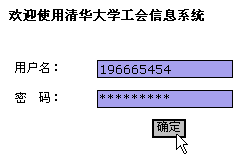 欢迎使用清华大学工会信息系统
用户名： 196665454
密　码： *********
确定